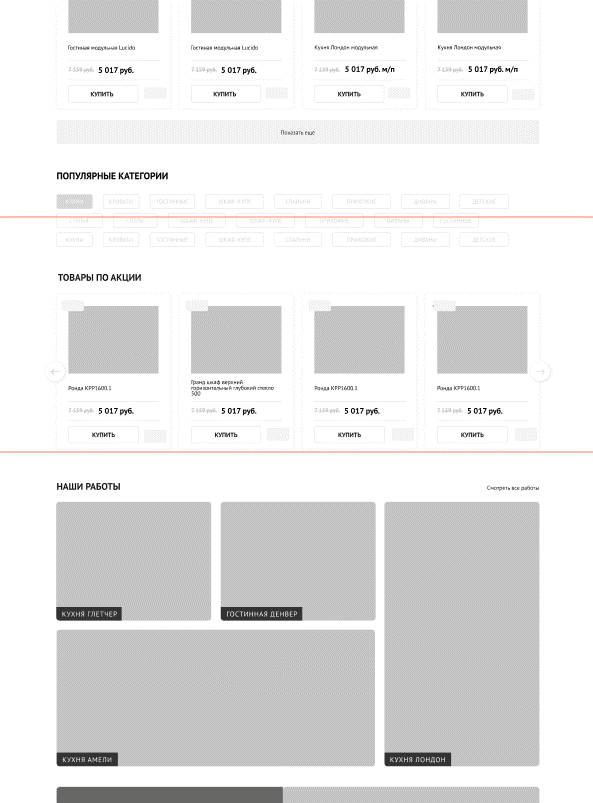 Гостиная модульная Lucido
Гостиная модульная Lucido
Кухня Лондон модульная
Кухня Лондон модульная
7 159 руб. 5 017 руб.
7 159 руб. 5 017 руб.
7 159 руб. 5 017 руб. м/п
7 159 руб. 5 017 руб. м/п
КУПИТЬ
КУПИТЬ
КУПИТЬ
КУПИТЬ
Показать еще
ПОПУЛЯРНЫЕ КАТЕГОРИИ
КУХНИ КРОВАТИ ГОСТИННЫЕ ШКАФ-КУПЕ СПАЛЬНИ ПРИХОЖИЕ ДИВАНЫ ДЕТСКИЕ
СТУЛЬЯ СТОЛЫ ШКАФ-КУПЕ ШКАФ-КУПЕ ПРИХОЖИЕ ДИВАНЫ ГОСТИННАЯ
КУХНИ КРОВАТИ ГОСТИННЫЕ ШКАФ-КУПЕ СПАЛЬНИ ПРИХОЖИЕ ДИВАНЫ ДЕТСКИЕ
ТОВАРЫ ПО АКЦИИ
Ронда КРР1600.1
Гранд шкаф верхний
горизонтальный глубокий стекло
500
Ронда КРР1600.1
Ронда КРР1600.1
7 159 руб. 5 017 руб.
7 159 руб. 5 017 руб.
7 159 руб. 5 017 руб.
7 159 руб. 5 017 руб.
КУПИТЬ
КУПИТЬ
КУПИТЬ
КУПИТЬ
НАШИ РАБОТЫ
Смотреть все работы
КУХНЯ ГЛЕТЧЕР
ГОСТИННАЯ ДЕНВЕР
КУХНЯ АМЕЛИ
КУХНЯ ЛОНДОН